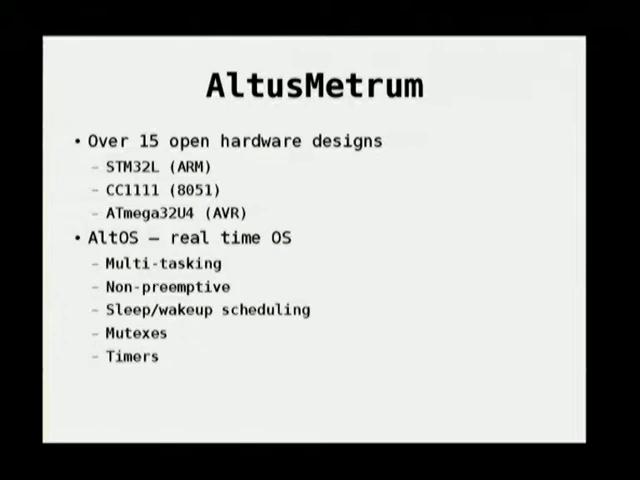 AltusMetrum
• Over 15 open hardware designs
– STM32L (ARM)
– CC1111 (8051)
– ATmega32U4 (AVR)
• AltOS – real time OS
– Multi-tasking
– Non-preemptive
– Sleep/wakeup scheduling
– Mutexes
– Timers